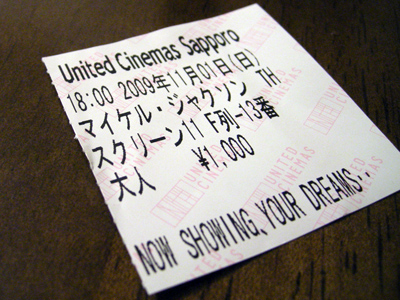 United Cinemas Sapporo
18:00 2009年11月01日(日)
マイケル・ジャクソン TH
スクリーン11 F列-13番
大人 ¥1,000
NOW SHOWING,YOUR DREAMS..
UNITED
CINEMAS